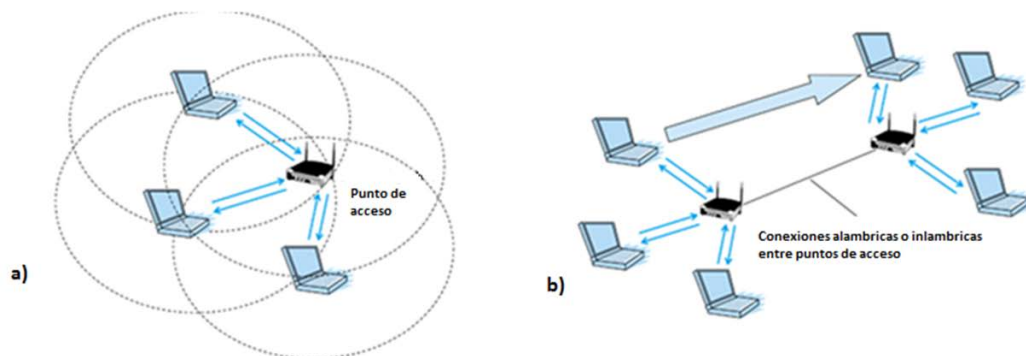 Punto de
acceso
a)
Conexiones alambricas o inlambricas
entre puntos de acceso
b)